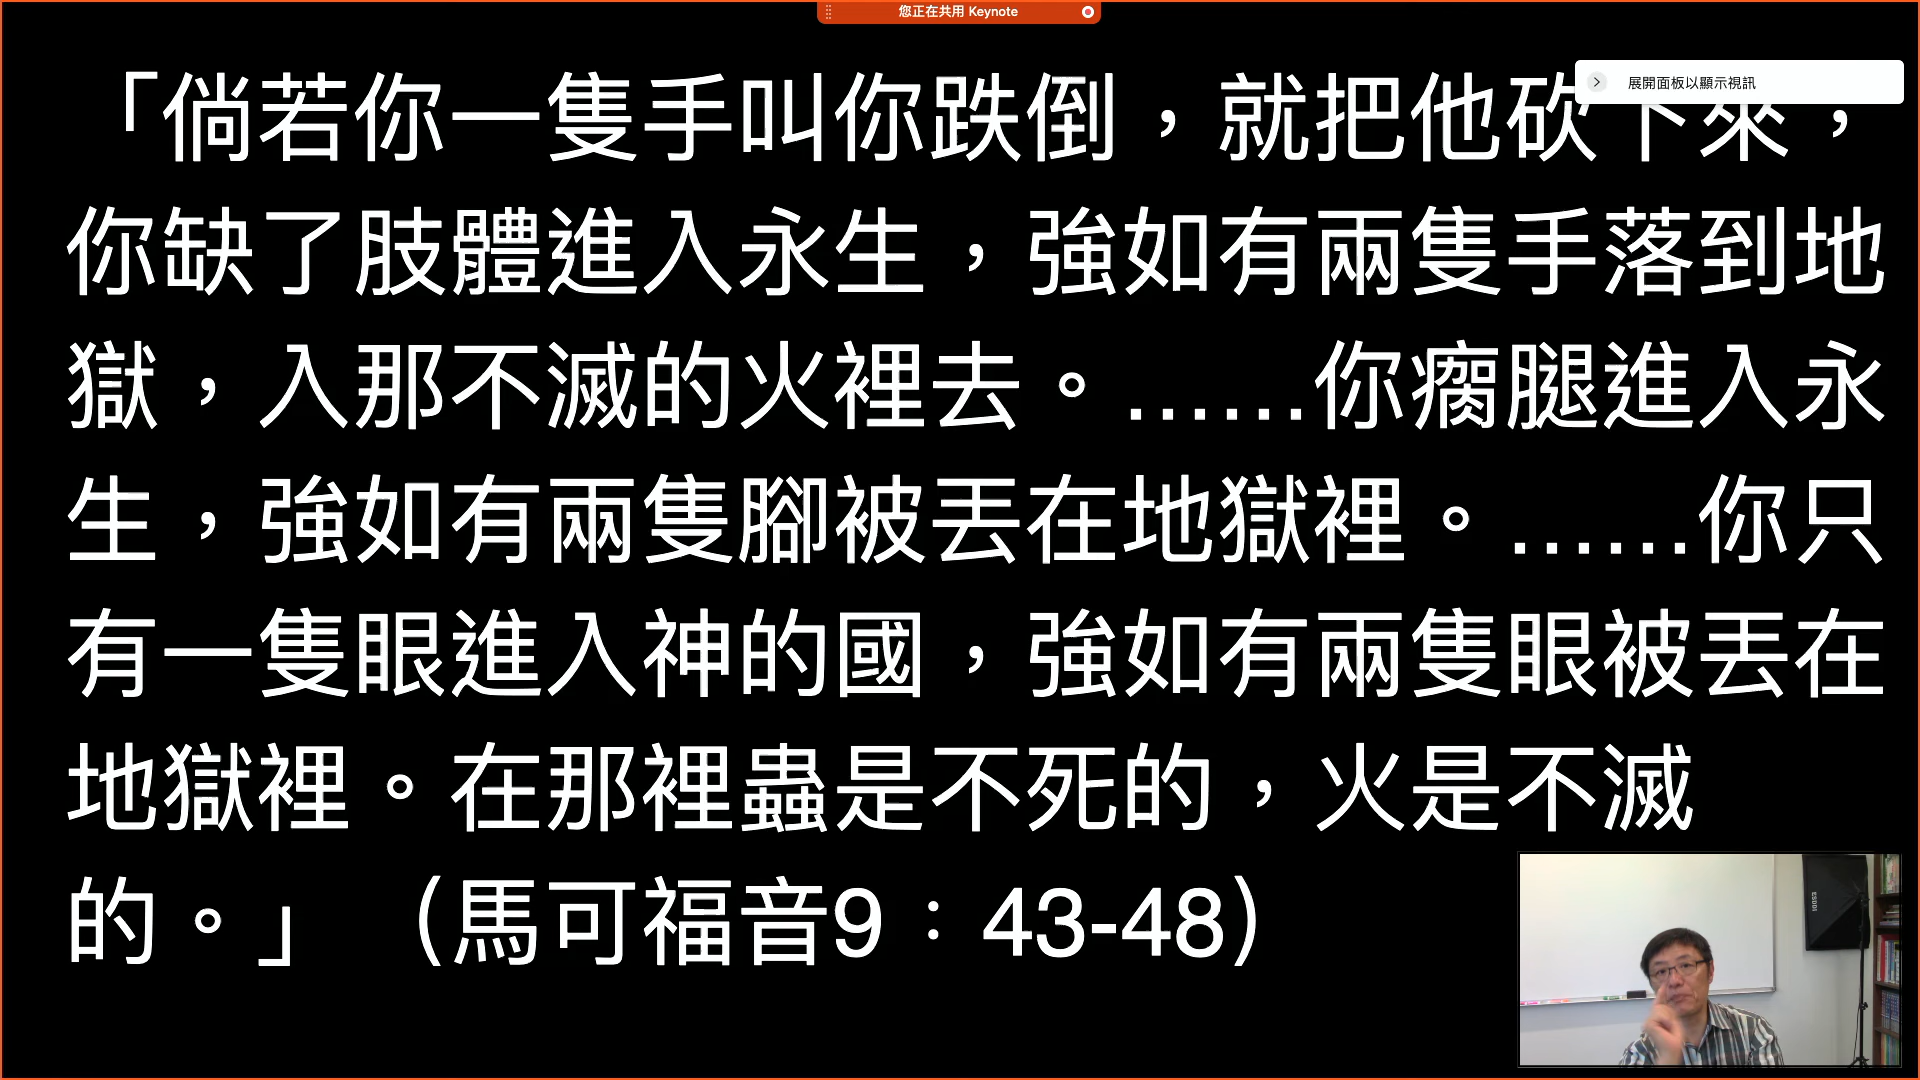 您正在共用 Keynote
展開面板以顯示視訊
「倘若你一隻手叫你跌倒，就把他砍下來，
你缺了肢體進入永生，強如有兩隻手落到地
獄，入那不滅的火裡去。……你瘸腿進入永
生，強如有兩隻腳被丟在地獄裡。……你只
有一隻眼進入神的國，強如有兩隻眼被丟在
地獄裡。在那裡蟲是不死的，火是不滅
的。」（馬可福音9：43-48）